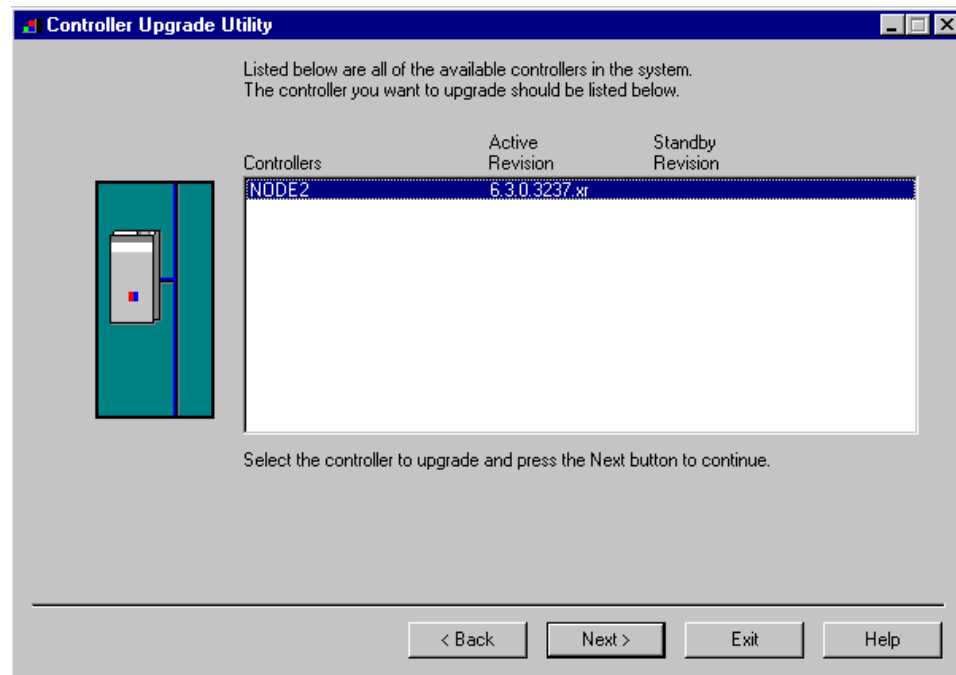 Controller Upgrade Utility
Listed below are all of the available controllers in the system.
The controller you want to upgrade should be listed below.
Active Standby
Controllers Revision Revision
NODE2 6.3.0.3237.xr
Select the controller to upgrade and press the Next button to continue.
< Back Next > Exit Help